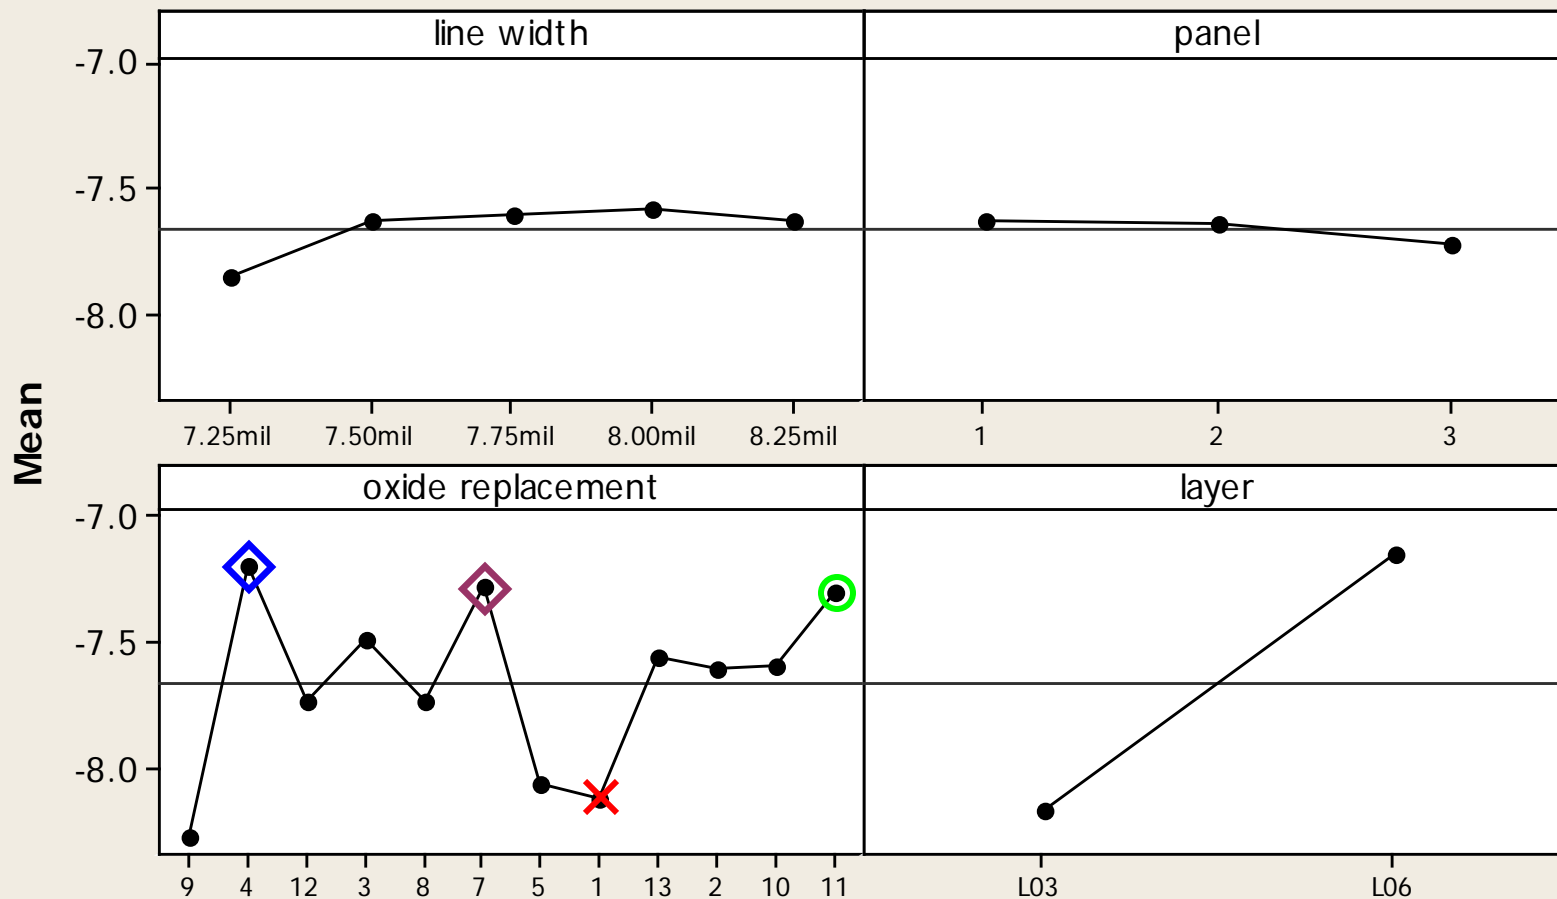 line width
panel
-7.0
-7.5
-8.0
7.25mil 7.50mil 7.75mil 8.00mil 8.25mil
1 2 3
Mean
oxide replacement
layer
-7.0
-7.5
-8.0
9 4 12 3 8 7 5 1 13 2 10 11
L03 L06